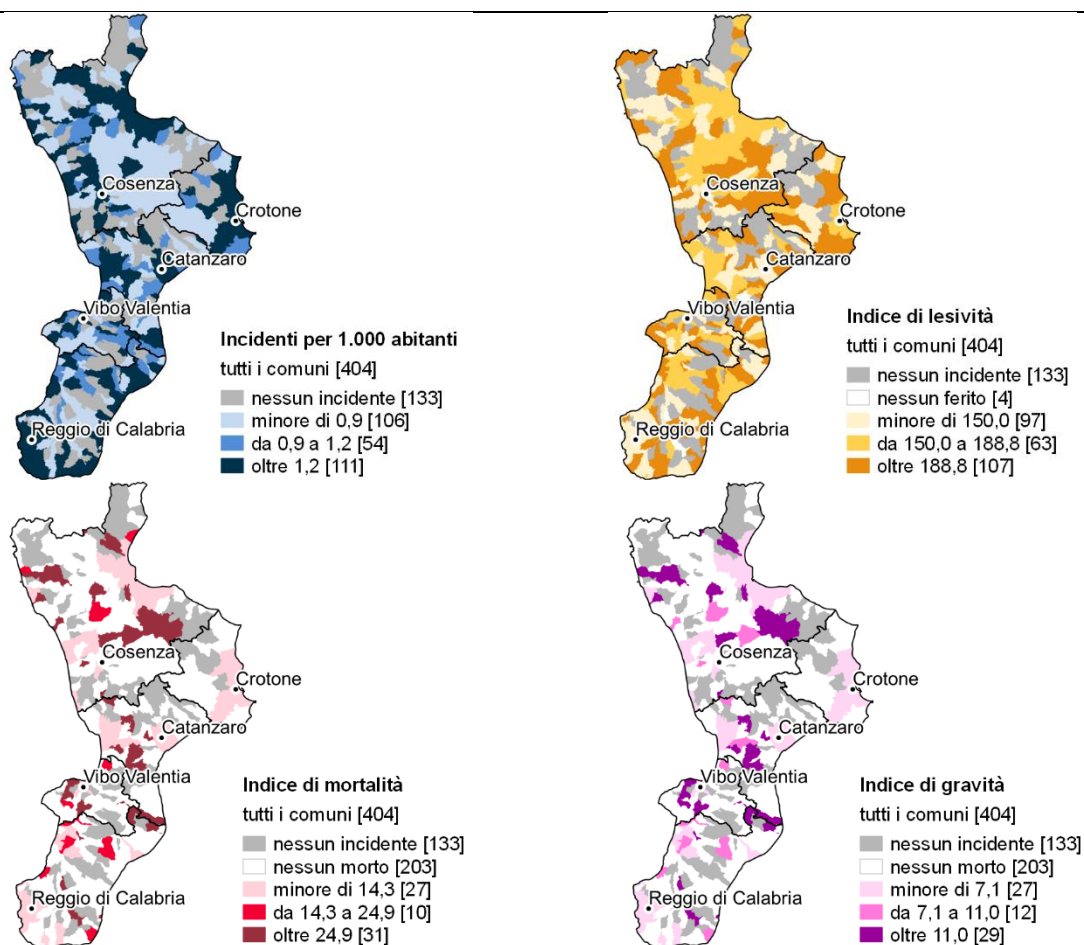 Cosenza
Crotone
Catanzaro
Vibo Valentia
Reggio di Calabria
Incidenti per 1.000 abitanti
tutti i comuni [404]
nessun incidente [133]
minore di 0,9 [106]
da 0,9 a 1,2 [54]
oltre 1,2 [111]
Cosenza
Crotone
Catanzaro
Vibo Valentia
Reggio di Calabria
Indice di lesività
tutti i comuni [404]
nessun incidente [133]
nessun ferito [4]
minore di 150,0 [97]
da 150,0 a 188,8 [63]
oltre 188,8 [107]
Cosenza
Crotone
Catanzaro
Vibo Valentia
Reggio di Calabria
Indice di mortalità
tutti i comuni [404]
nessun incidente [133]
nessun morto [203]
minore di 14,3 [27]
da 14,3 a 24,9 [10]
oltre 24,9 [31]
Cosenza
Crotone
Catanzaro
Vibo Valentia
Reggio di Calabria
Indice di gravità
tutti i comuni [404]
nessun incidente [133]
nessun morto [203]
minore di 7,1 [27]
da 7,1 a 11,0 [12]
oltre 11,0 [29]